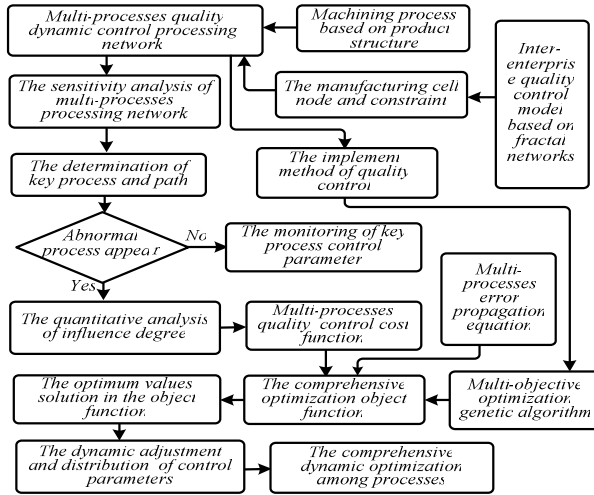 Multi-processes quality
dynamic control processing
network
Machining process
based on product
structure
Inter-
enterpris
e quality
control
model
based on
fractal
networks
The sensitivity analysis of
multi-processes
processing network
The manufacturing cell
node and constraint
The determination of
key process and path
The implement
method of quality
control
Abnormal
process appear
No
The monitoring of key
process control
parameter
Yes
Multi-
processes
error
propagation
equation
The quantitative analysis
of influence degree
Multi-processes
quality control cost
function
The optimum values
solution in the object
function
The comprehensive
optimization object
function
Multi-objective
optimization
genetic algorithm
The dynamic adjustment
and distribution of control
parameters
The comprehensive
dynamic optimization
among processes